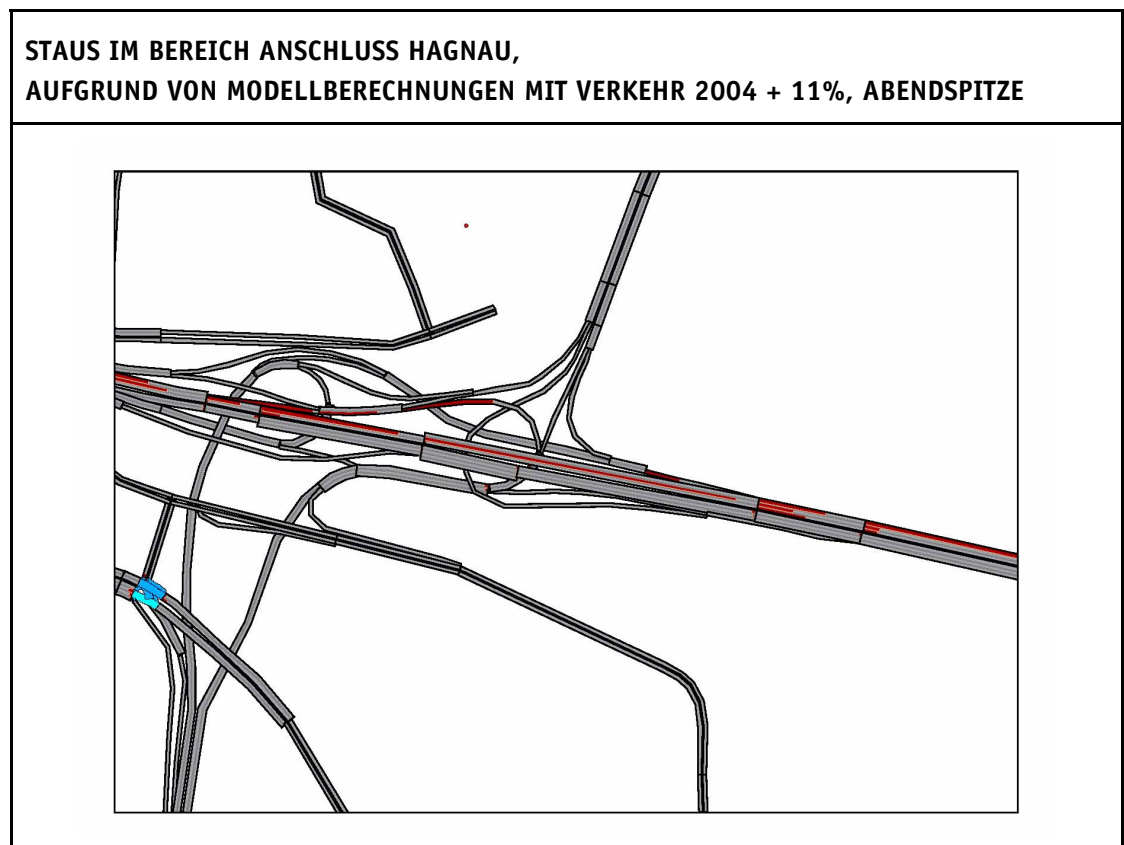 STAUS IM BEREICH ANSCHLUSS HAGNAU,
AUFGRUND VON MODELLBERECHNUNGEN MIT VERKEHR 2004 + 11%, ABENDSPITZE